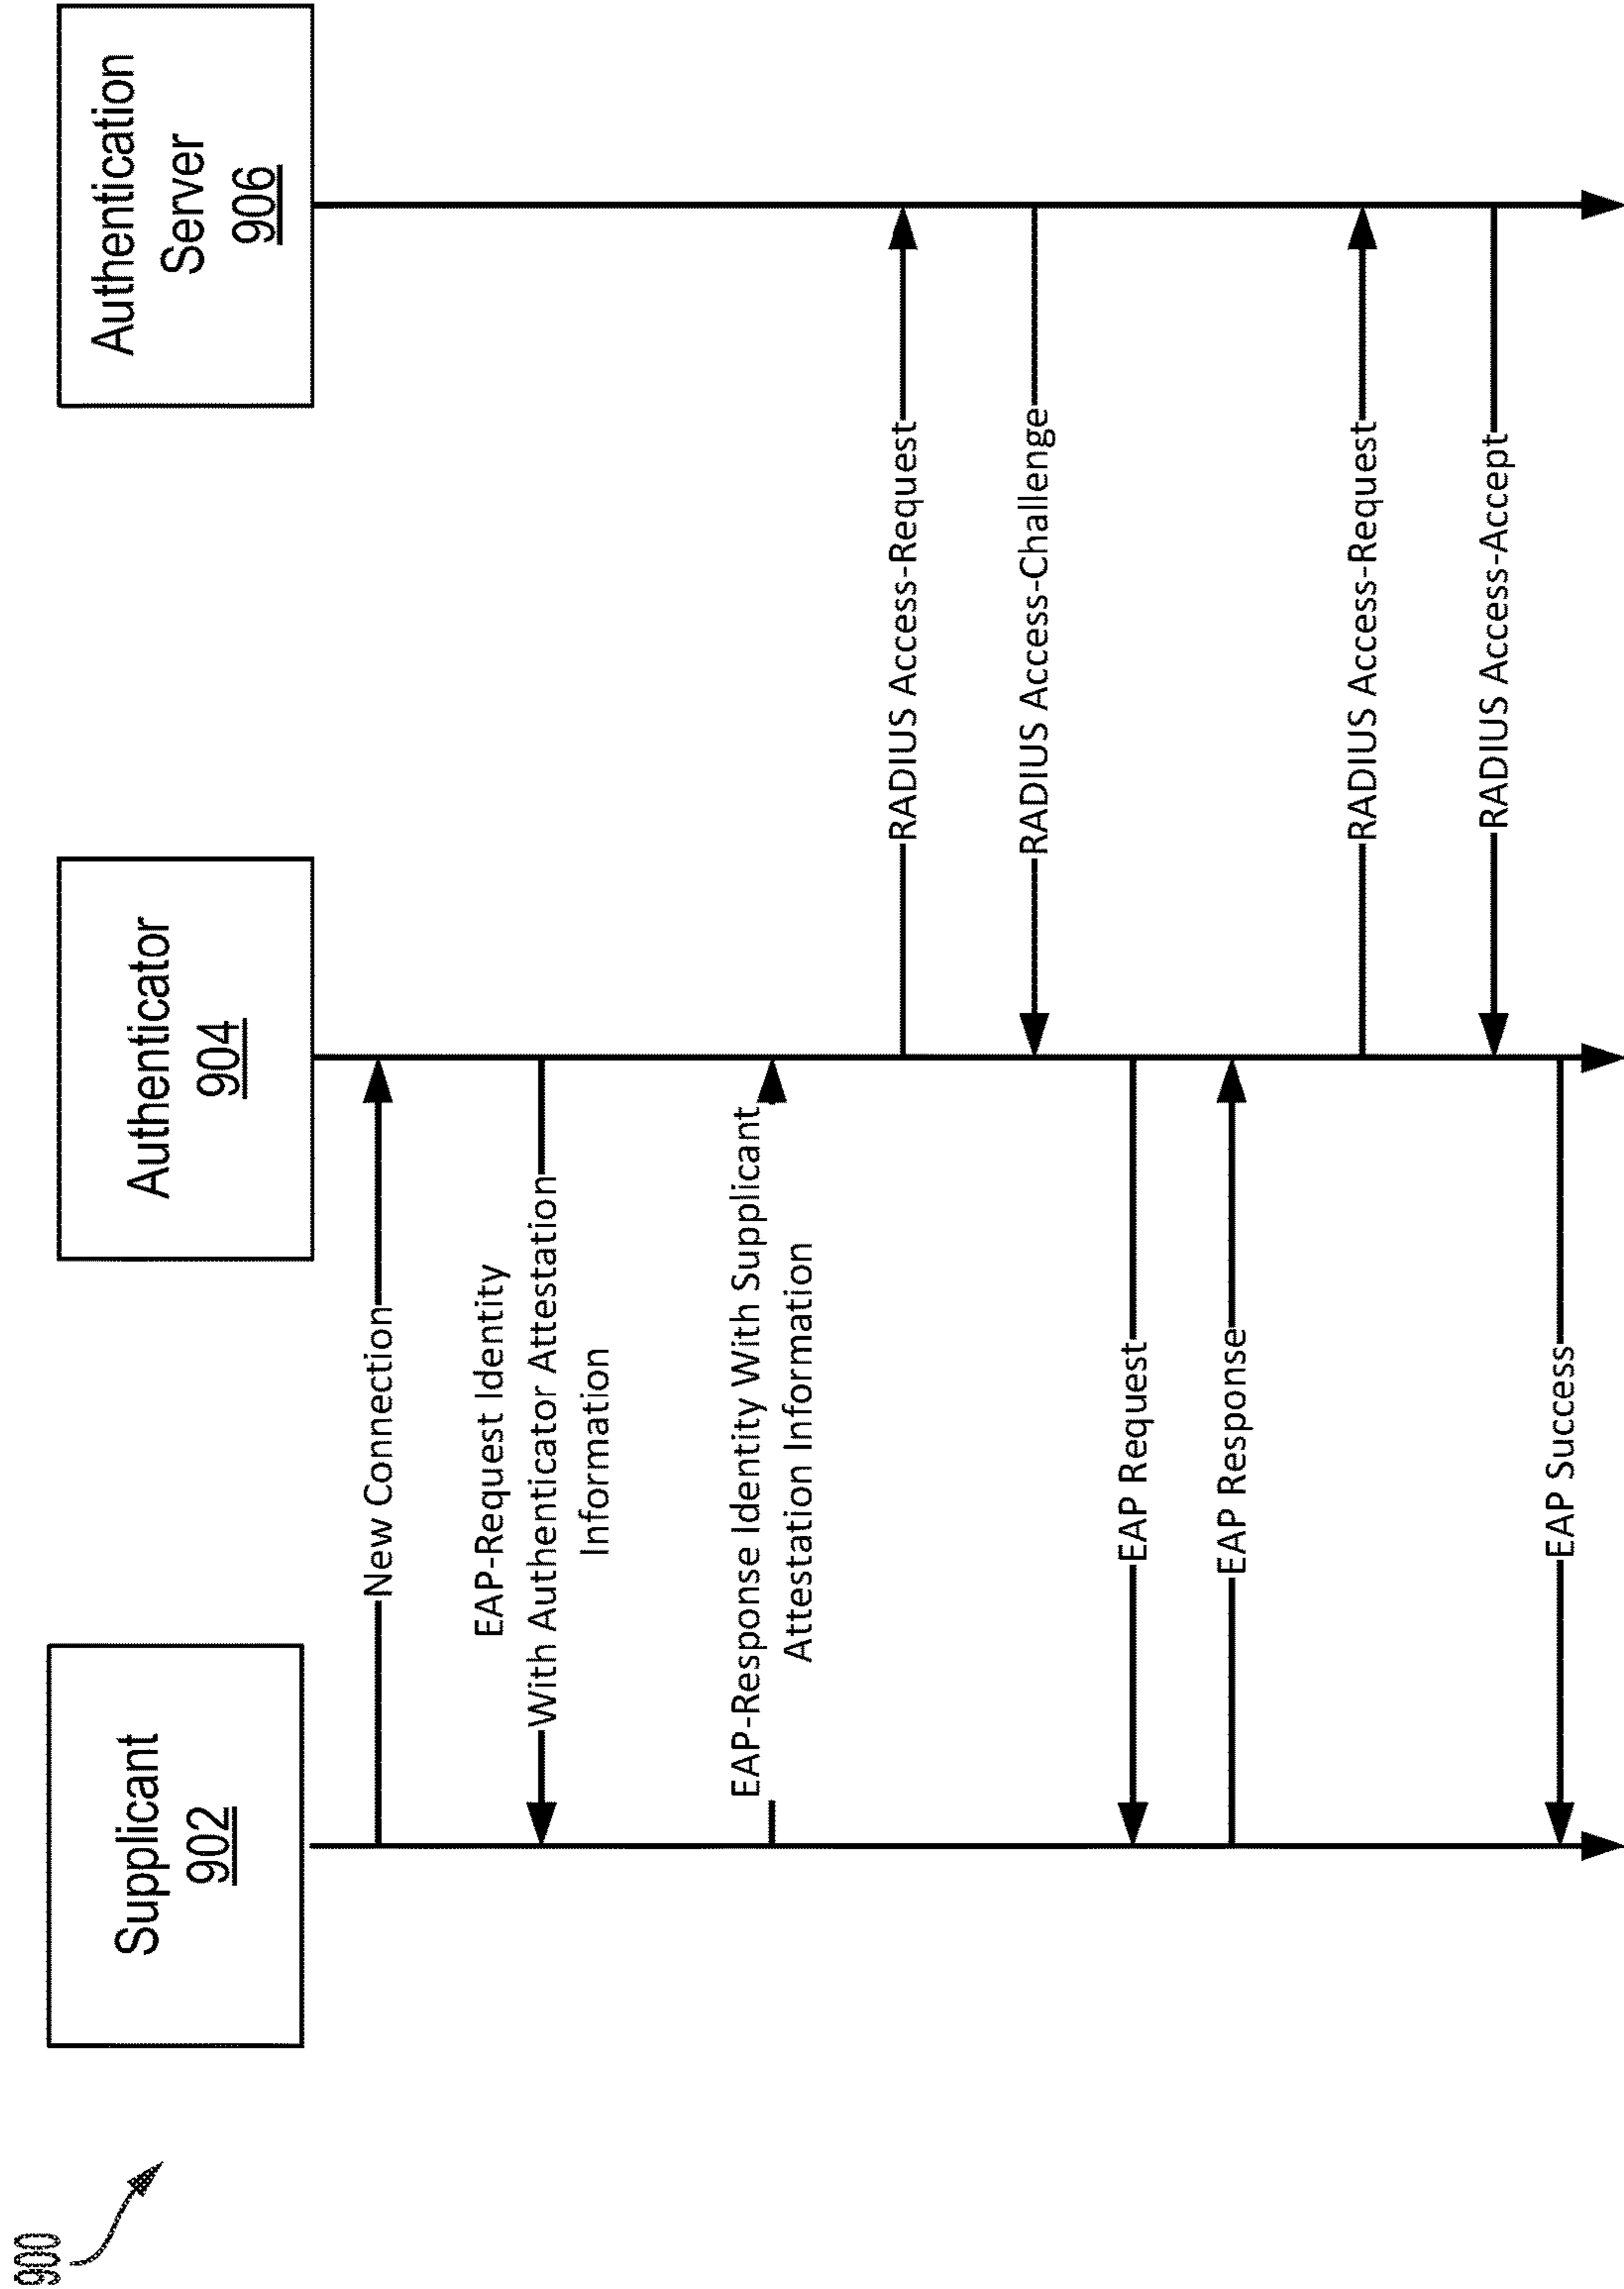 900
Supplicant
902
Authenticator
904
Authentication
Server
906
New Connection
EAP-Request Identity
With Authenticator Attestation
Information
EAP-Response Identity With Supplicant
Attestation Information
RADIUS Access-Request
RADIUS Access-Challenge
EAP Request
EAP Response
RADIUS Access-Request
RADIUS Access-Accept
EAP Success